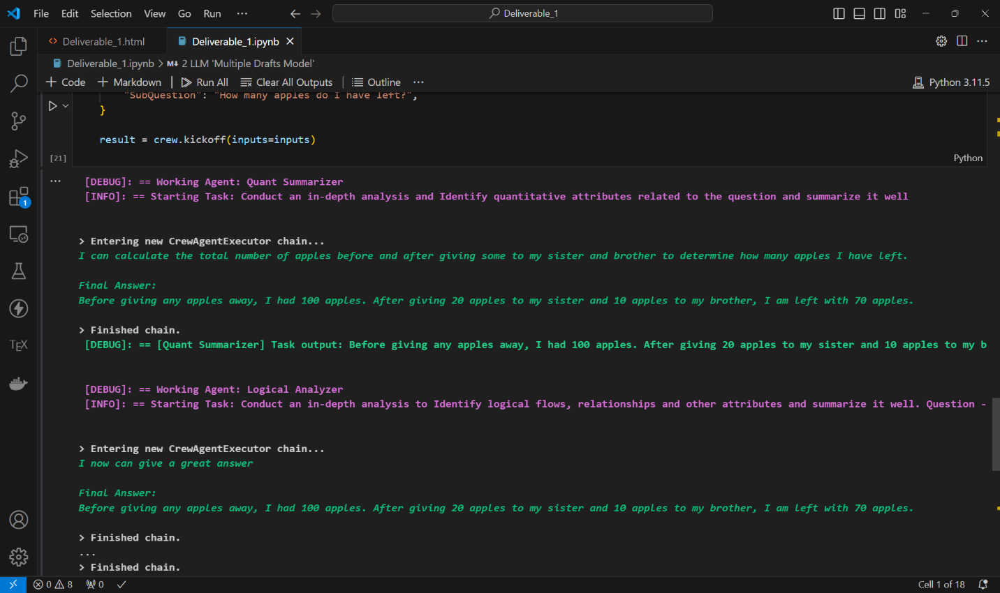 File Edit Selection View Go Run ... Deliverable_1
Deliverable_1.html Deliverable_1.ipynb
Deliverable_1.ipynb > M↓ 2 LLM 'Multiple Drafts Model'
+ Code + Markdown Run All Clear All Outputs Outline ... Python 3.11.5
"SubQuestion": "How many apples do I have left?",
}
result = crew.kickoff(inputs=inputs)
[21] Python
[DEBUG]: == Working Agent: Quant Summarizer
[INFO]: == Starting Task: Conduct an in-depth analysis and Identify quantitative attributes related to the question and summarize it well
> Entering new CrewAgentExecutor chain...
I can calculate the total number of apples before and after giving some to my sister and brother to determine how many apples I have left.
Final Answer:
Before giving any apples away, I had 100 apples. After giving 20 apples to my sister and 10 apples to my brother, I am left with 70 apples.
> Finished chain.
[DEBUG]: == [Quant Summarizer] Task output: Before giving any apples away, I had 100 apples. After giving 20 apples to my sister and 10 apples to my b
[DEBUG]: == Working Agent: Logical Analyzer
[INFO]: == Starting Task: Conduct an in-depth analysis to Identify logical flows, relationships and other attributes and summarize it well. Question -
> Entering new CrewAgentExecutor chain...
I now can give a great answer
Final Answer:
Before giving any apples away, I had 100 apples. After giving 20 apples to my sister and 10 apples to my brother, I am left with 70 apples.
> Finished chain.
...
> Finished chain.
1
TEX
0 8 0 Cell 1 of 18